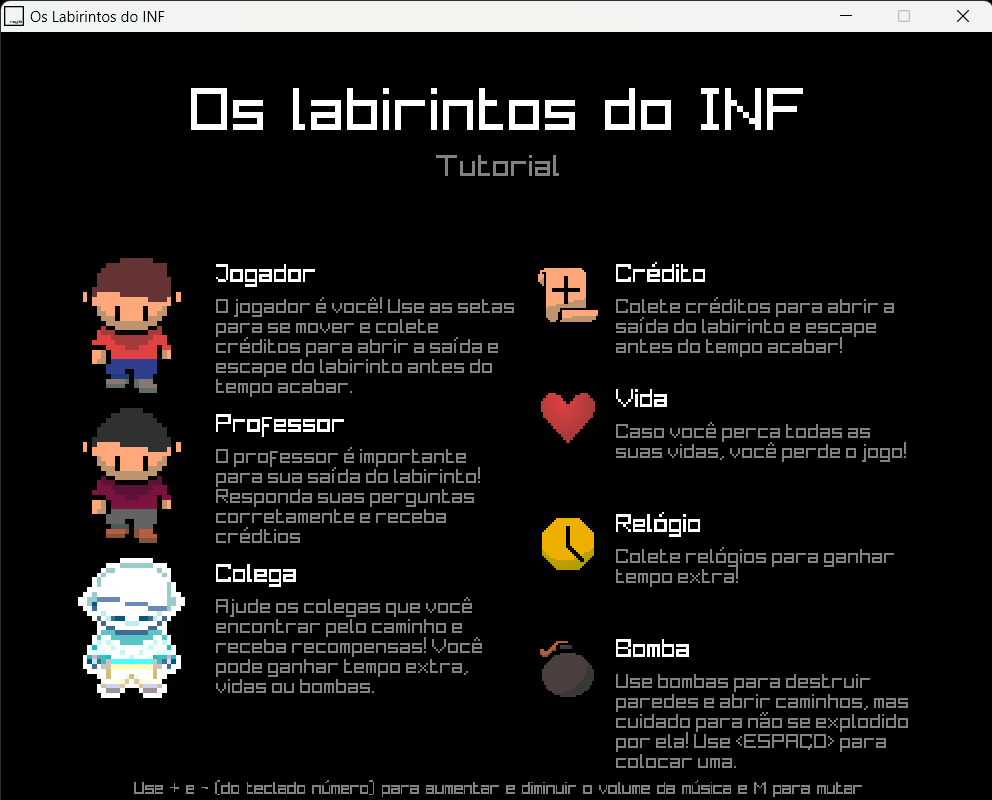 Os Labirintos do INF
Os labirintos do INF
Tutorial
Jogador
O jogador é você! Use as setas
para se mover e colete
créditos para abrir a saída e
escape do labirinto antes do
tempo acabar.
Professor
O professor é importante
para sua saída do labirinto!
Responda suas perguntas
corretamente e receba
crédtios
Colega
Ajude os colegas que você
encontrar pelo caminho e
receba recompensas! Você
pode ganhar tempo extra,
vidas ou bombas.
Crédito
Colete créditos para abrir a
saída do labirinto e escape
antes do tempo acabar!
Vida
Caso você perca todas as
suas vidas, você perde o jogo!
Relógio
Colete relógios para ganhar
tempo extra!
Bomba
Use bombas para destruir
paredes e abrir caminhos, mas
cuidado para não se explodido
por ela! Use <ESPAÇO> para
colocar uma.
Use + e - (do teclado número) para aumentar e diminuir o volume da música e M para mutar